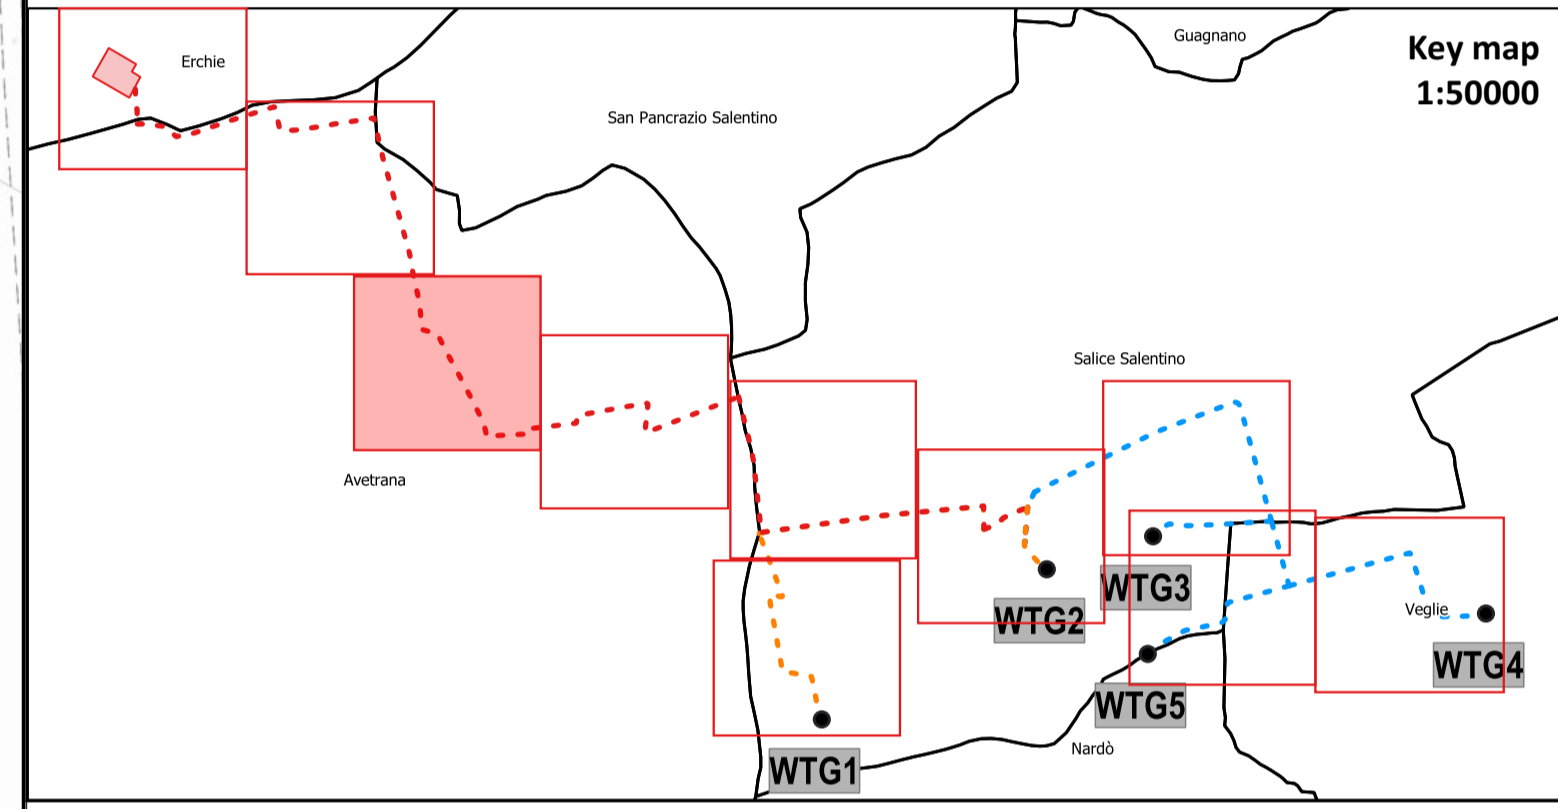 Guagnano
Key map
1:50000
Erchie
San Pancrazio Salentino
Salice Salentino
Avetrana
WTG3
WTG2
Veglie
WTG4
WTG5
Nardò
WTG1